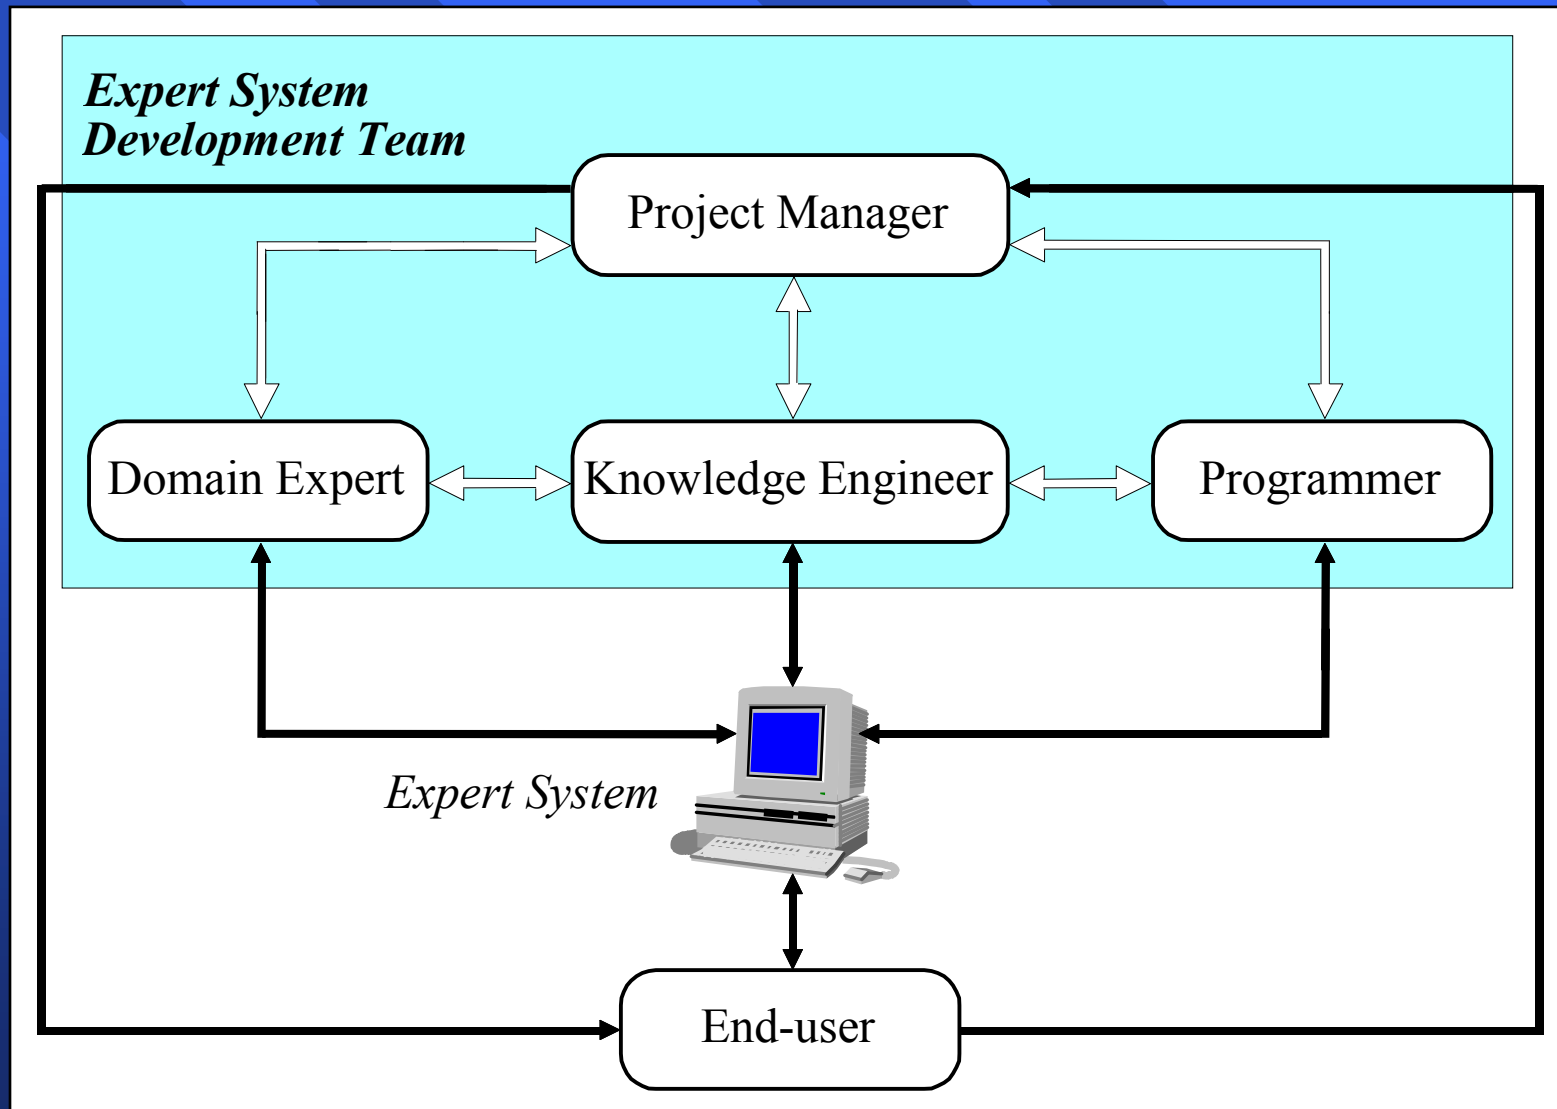 Expert System
Development Team
Project Manager
Domain Expert
Knowledge Engineer
Programmer
Expert System
End-user